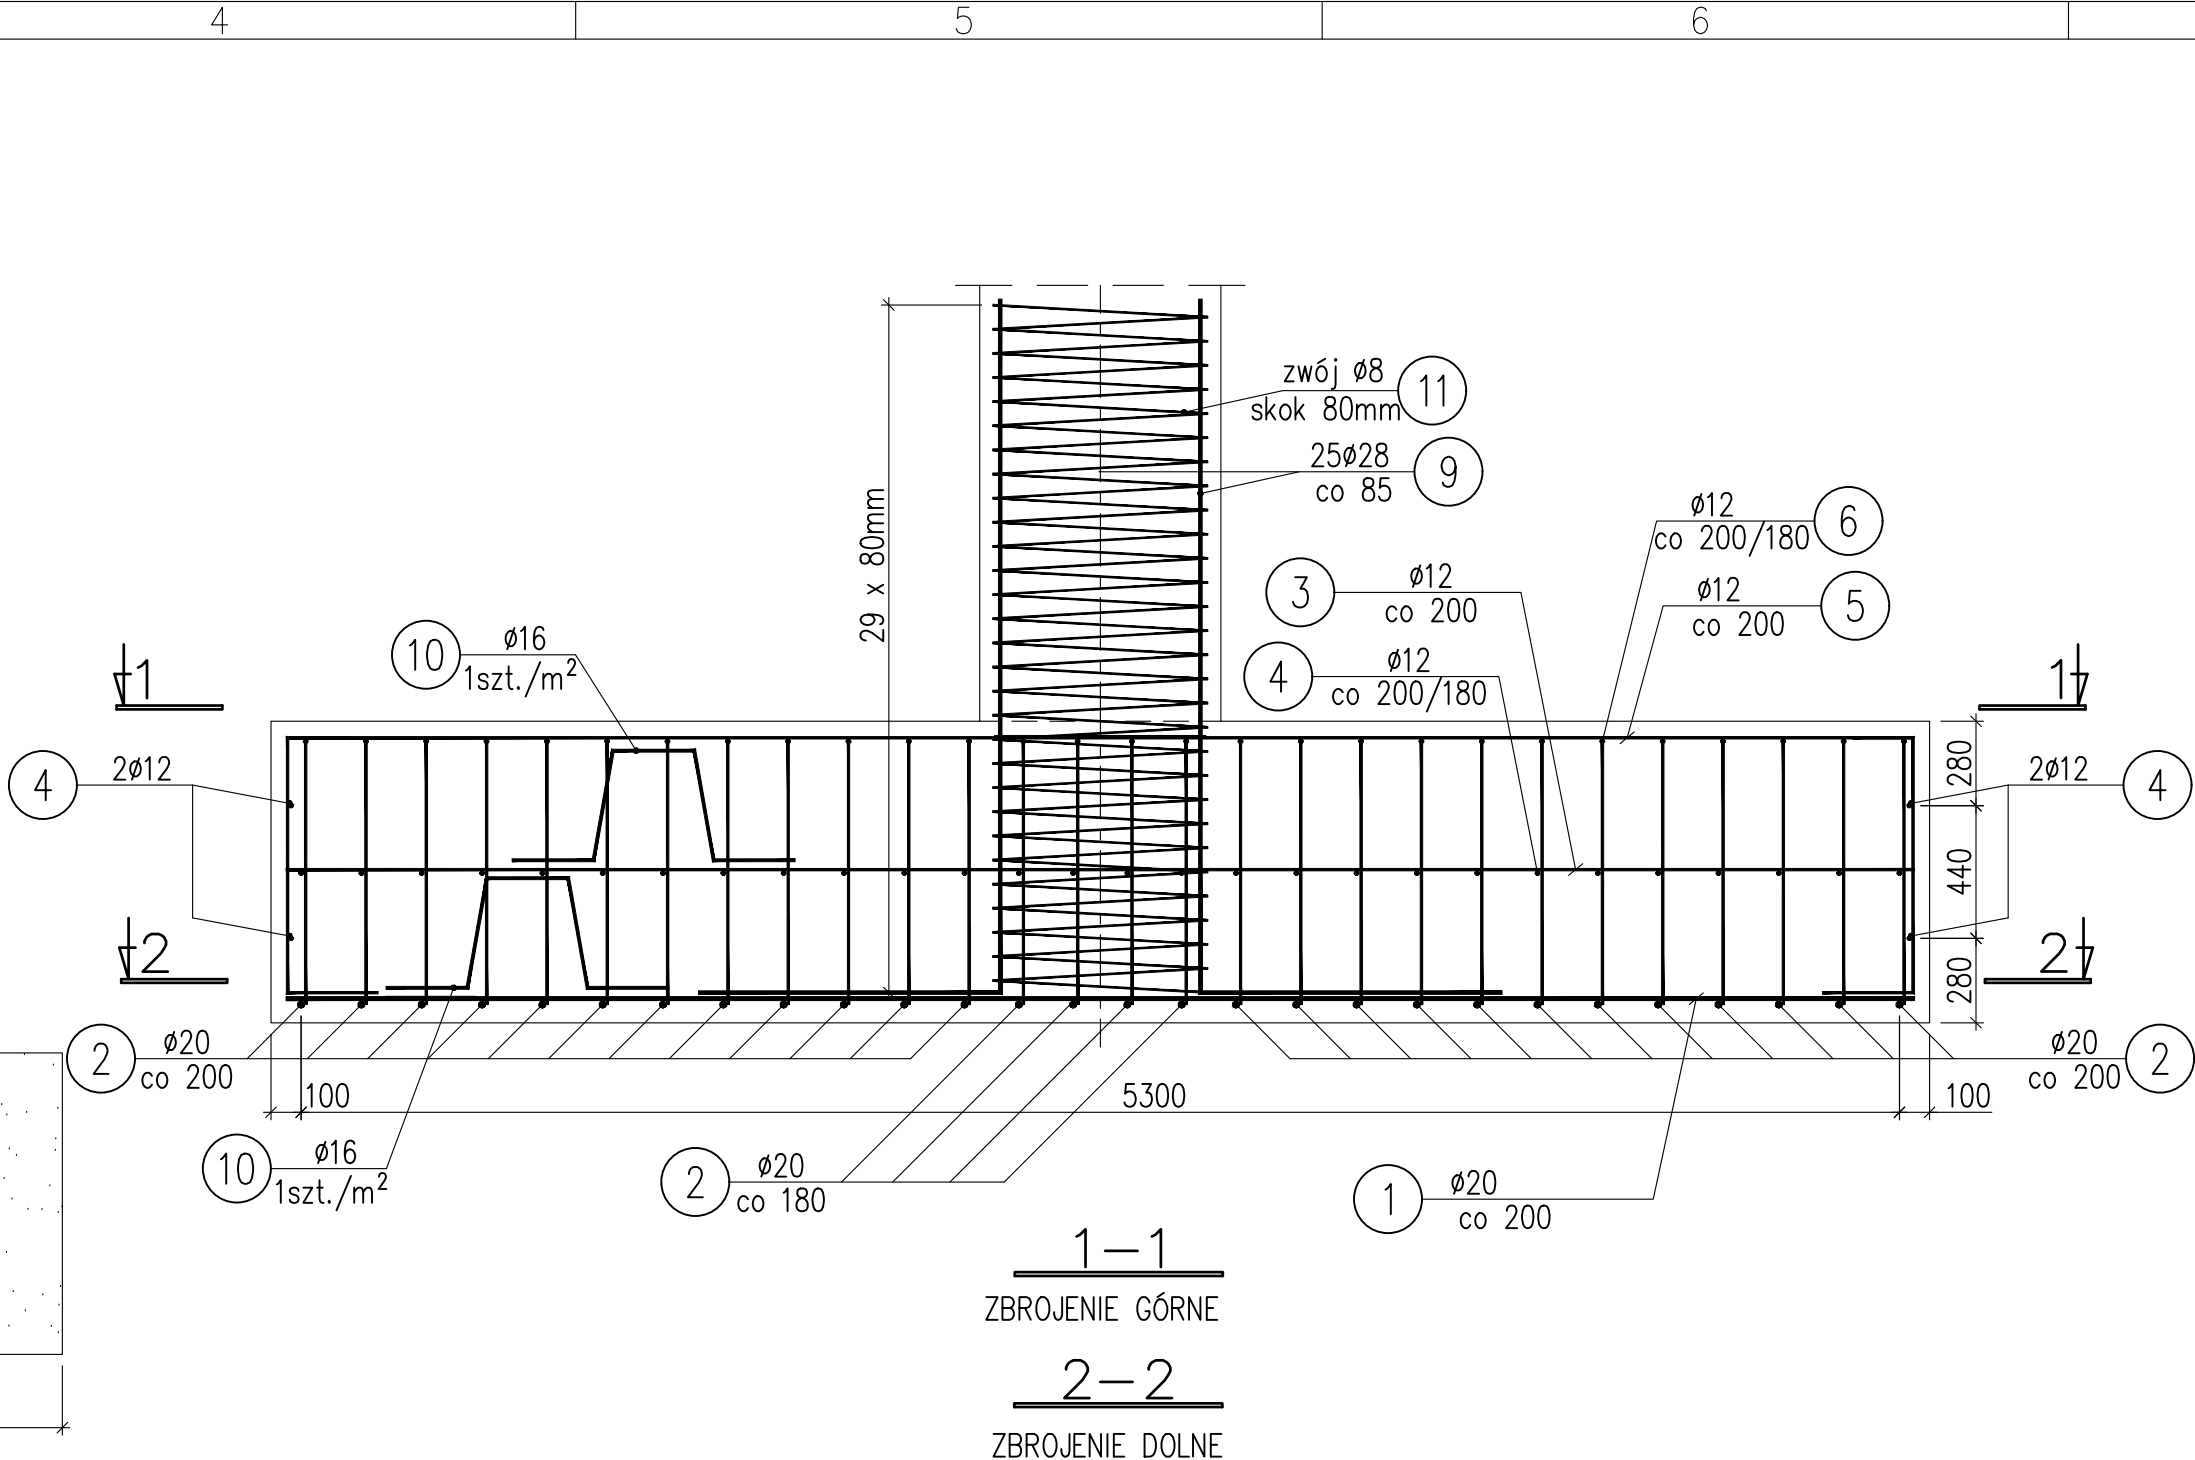 4 5 6
zwój ø8 11
skok 80mm
25ø28 9
co 85
29 x 80mm
ø12 6
co 200/180
3 ø12
co 200
ø12 5
co 200
10 ø16
1szt./m²
4 ø12
co 200/180
1 1
4 2ø12
2ø12 4
280
440
280
2 2
2 ø20
co 200
ø20 2
co 200
100 5300 100
10 ø16
1szt./m²
2 ø20
co 180
1 ø20
co 200
1-1
ZBROJENIE GÓRNE
2-2
ZBROJENIE DOLNE